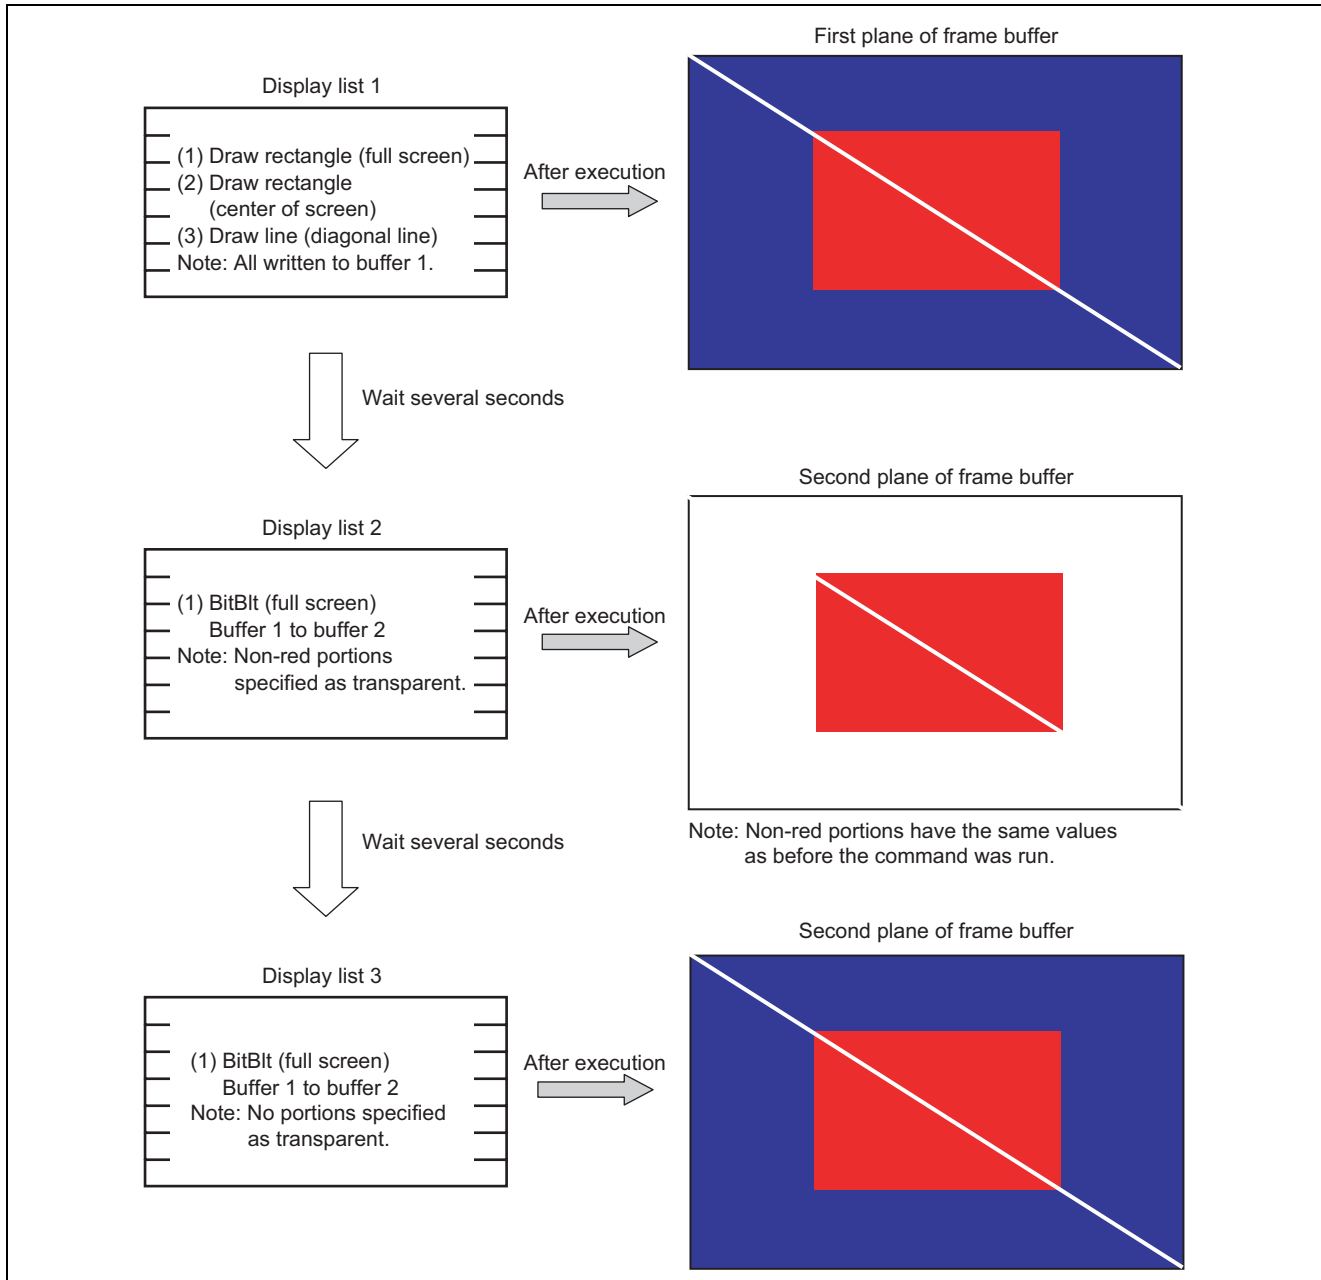 First plane of frame buffer
Display list 1
(1) Draw rectangle (full screen)
(2) Draw rectangle
(center of screen)
(3) Draw line (diagonal line)
Note: All written to buffer 1.
After execution
Wait several seconds
Second plane of frame buffer
Display list 2
(1) BitBlt (full screen)
Buffer 1 to buffer 2
Note: Non-red portions
specified as transparent.
After execution
Note: Non-red portions have the same values
as before the command was run.
Wait several seconds
Second plane of frame buffer
Display list 3
(1) BitBlt (full screen)
Buffer 1 to buffer 2
Note: No portions specified
as transparent.
After execution